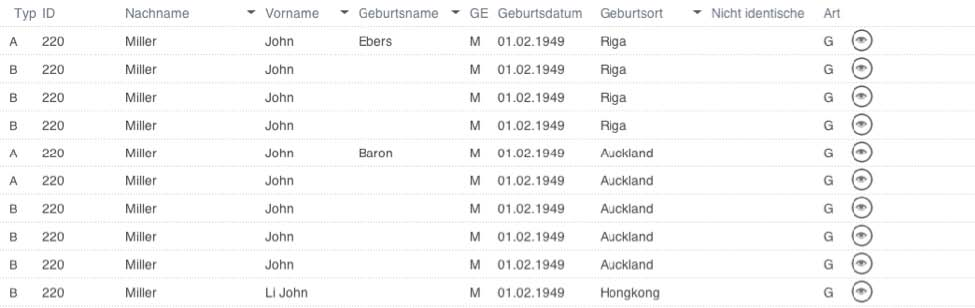 Typ ID Nachname Vorname Geburtsname GE Geburtsdatum Geburtsort Nicht identische Art
A 220 Miller John Ebers M 01.02.1949 Riga G
B 220 Miller John M 01.02.1949 Riga G
B 220 Miller John M 01.02.1949 Riga G
B 220 Miller John M 01.02.1949 Riga G
A 220 Miller John Baron M 01.02.1949 Auckland G
A 220 Miller John M 01.02.1949 Auckland G
B 220 Miller John M 01.02.1949 Auckland G
B 220 Miller John M 01.02.1949 Auckland G
B 220 Miller John M 01.02.1949 Auckland G
B 220 Miller Li John M 01.02.1949 Hongkong G